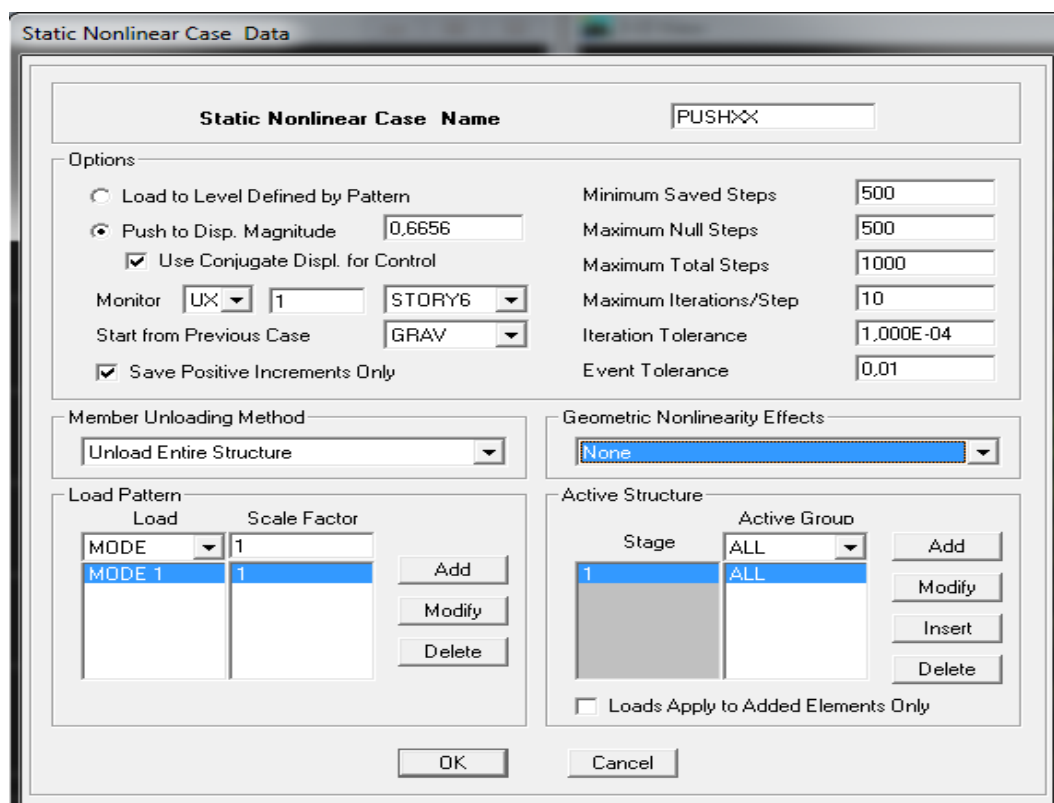 Static Nonlinear Case Data
Static Nonlinear Case Name PUSHXX
Options
Load to Level Defined by Pattern
Push to Disp. Magnitude 0,6656
Use Conjugate Displ. for Control
Monitor UX 1 STORY6
Start from Previous Case GRAV
Save Positive Increments Only
Minimum Saved Steps 500
Maximum Null Steps 500
Maximum Total Steps 1000
Maximum Iterations/Step 10
Iteration Tolerance 1,000E-04
Event Tolerance 0,01
Member Unloading Method
Unload Entire Structure
Geometric Nonlinearity Effects
None
Load Pattern
Load Scale Factor
MODE 1
MODE 1 1
Add
Modify
Delete
Active Structure
Active Group
Stage ALL
1 ALL
Add
Modify
Insert
Delete
Loads Apply to Added Elements Only
OK Cancel